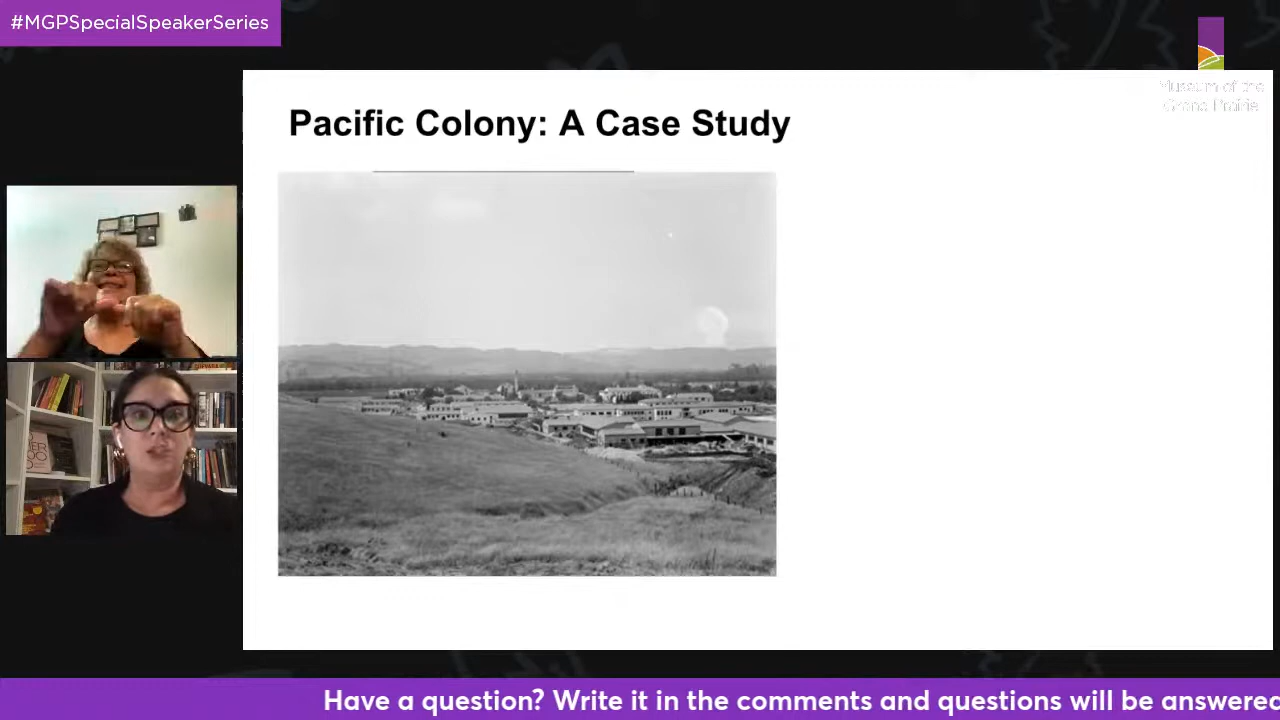 #MGPSpecialSpeakerSeries
Museum of the
Grand Prairie
Pacific Colony: A Case Study
Have a question? Write it in the comments and questions will be answered